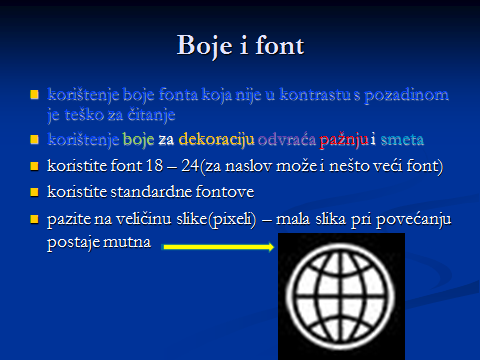 Boje i font
korištenje boje fonta koja nije u kontrastu s pozadinom
je teško za čitanje
korištenje boje za dekoraciju odvraća pažnju i smeta
koristite font 18 – 24(za naslov može i nešto veći font)
koristite standardne fontove
pazite na veličinu slike(pixeli) – mala slika pri povećanju
postaje mutna